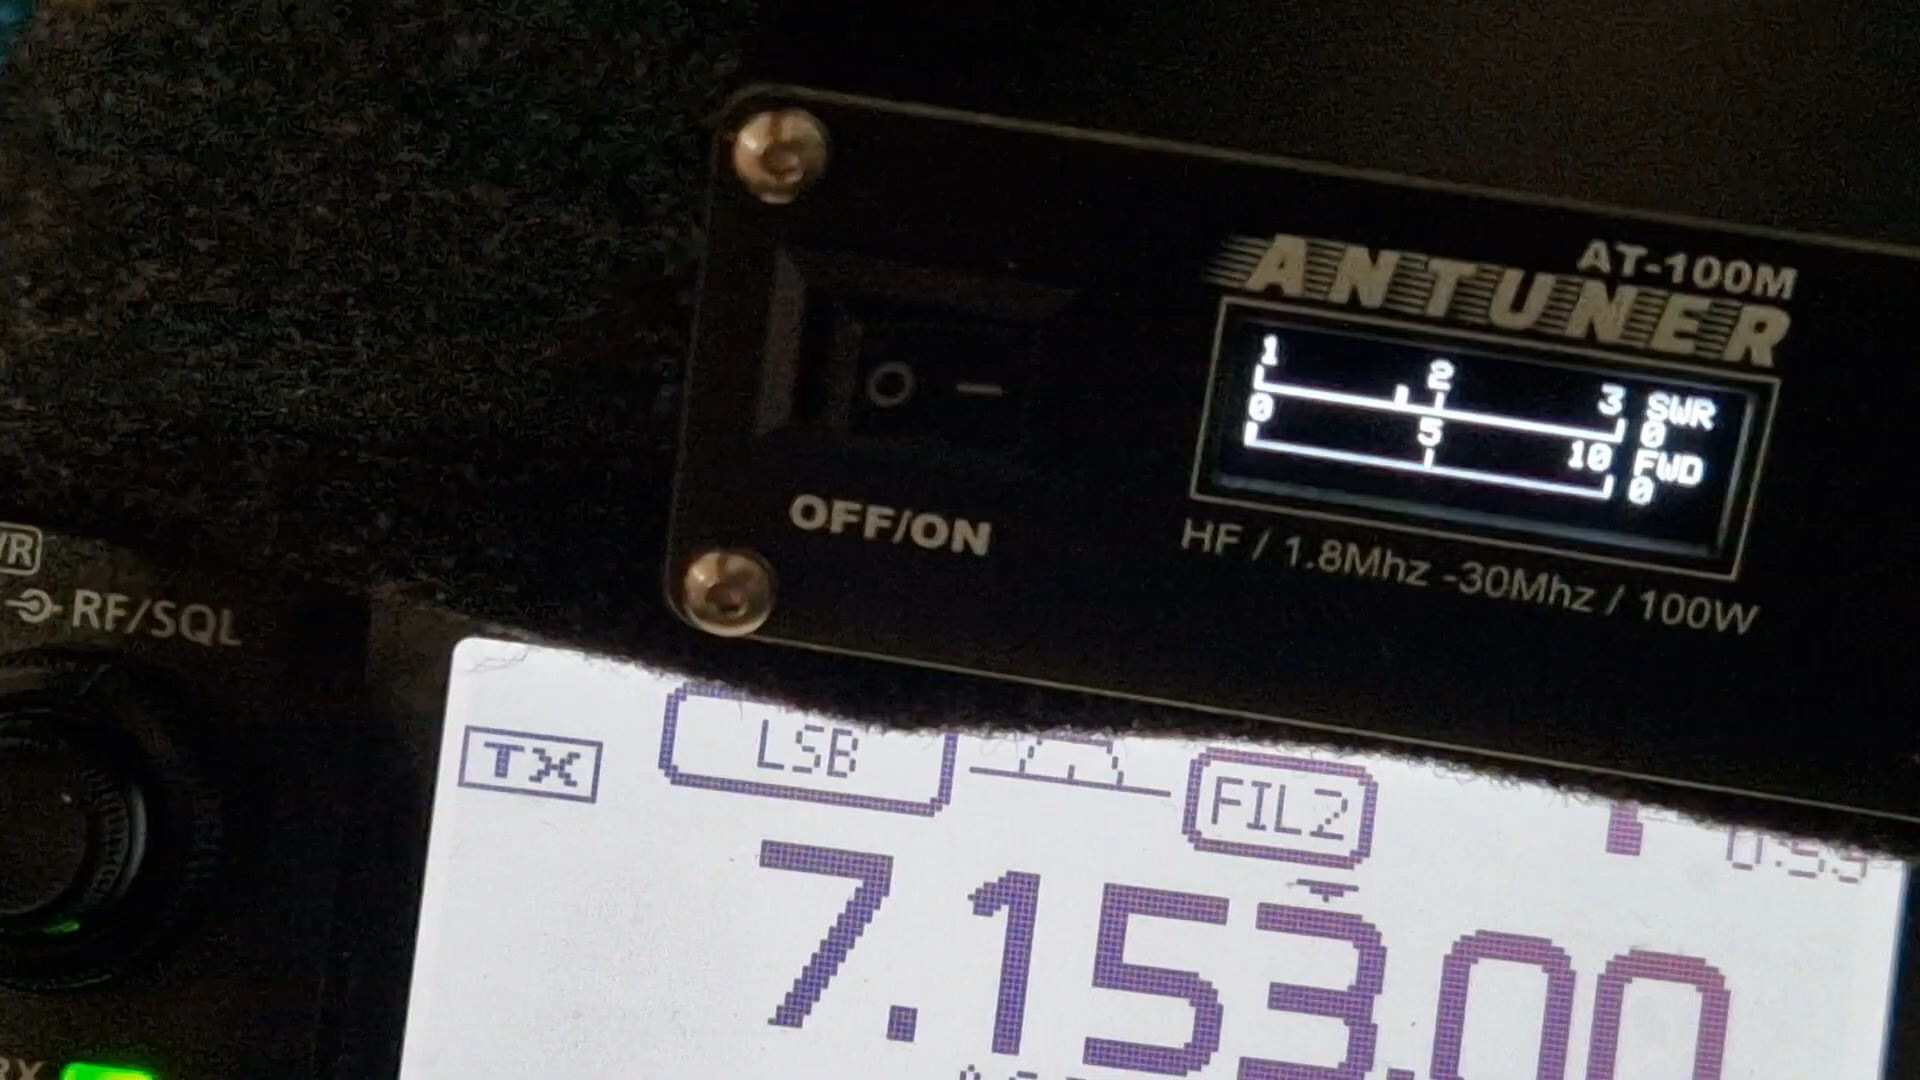 AT-100M
ANTUNER
1 2 3 SWR
0
0 5 10 FWD
0
O —
OFF/ON
HF / 1.8Mhz -30Mhz / 100W
RF/SQL
TX
LSB
FIL2
7.153.00